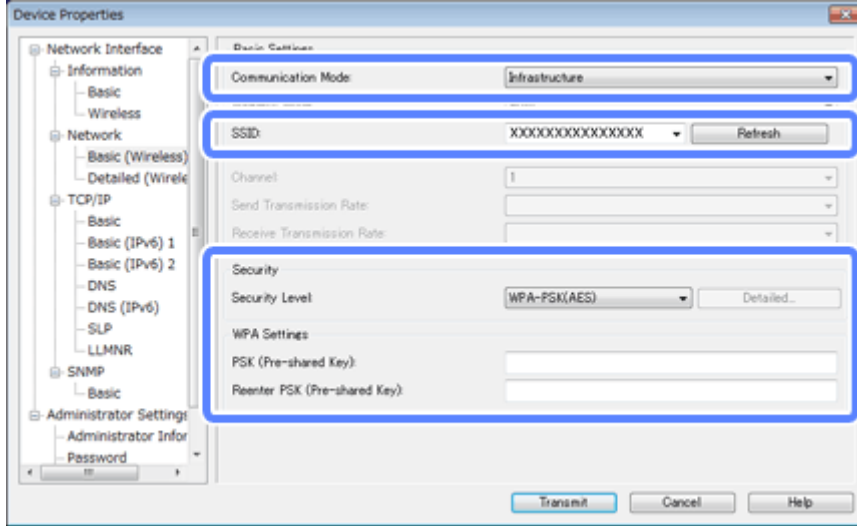 Device Properties
Network Interface
Information
Basic
Wireless
Network
Basic (Wireless)
Detailed (Wirele
TCP/IP
Basic
Basic (IPv6) 1
Basic (IPv6) 2
DNS
DNS (IPv6)
SLP
LLMNR
SNMP
Basic
Administrator Settings
Administrator Infor
Password
Basic Settings
Communication Mode: Infrastructure
SSID: XXXXXXXXXXXXXXX Refresh
Channel: 1
Send Transmission Rate:
Receive Transmission Rate:
Security
Security Level: WPA-PSK(AES) Detailed...
WPA Settings
PSK (Pre-shared Key):
Reenter PSK (Pre-shared Key):
Transmit Cancel Help